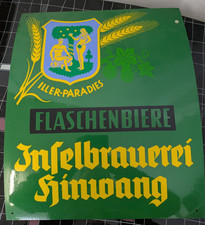 ILLER-PARADIES
FLASCHENBIERE
Inselbrauerei
Hinwang